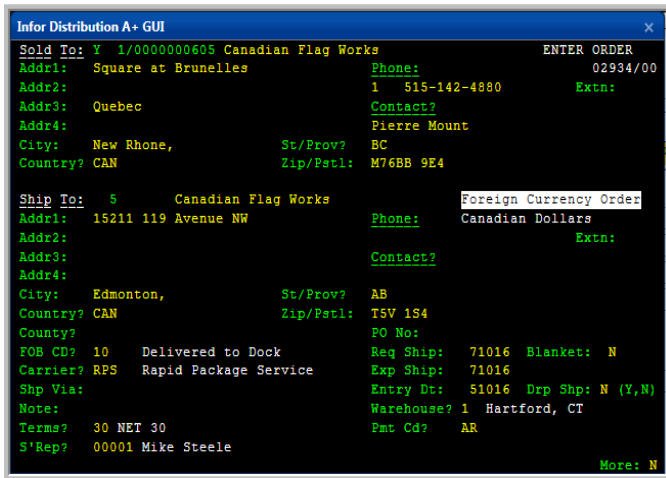 Infor Distribution A+ GUI ×
Sold To: Y 1/0000000605 Canadian Flag Works ENTER ORDER
Addr1: Square at Brunelles Phone: 02934/00
Addr2: 1 515-142-4880 Extn:
Addr3: Quebec Contact?
Addr4: Pierre Mount
City: New Rhone, St/Prov? BC
Country? CAN Zip/Pstl: M76BB 9E4
Ship To: 5 Canadian Flag Works Foreign Currency Order
Addr1: 15211 119 Avenue NW Phone: Canadian Dollars
Addr2: Extn:
Addr3: Contact?
Addr4:
City: Edmonton, St/Prov? AB
Country? CAN Zip/Pstl: T5V 1S4
County? PO No:
FOB CD? 10 Delivered to Dock Req Ship: 71016 Blanket: N
Carrier? RPS Rapid Package Service Exp Ship: 71016
Shp Via: Entry Dt: 51016 Drp Shp: N (Y,N)
Note: Warehouse? 1 Hartford, CT
Terms? 30 NET 30 Pmt Cd? AR
S'Rep? 00001 Mike Steele
More: N